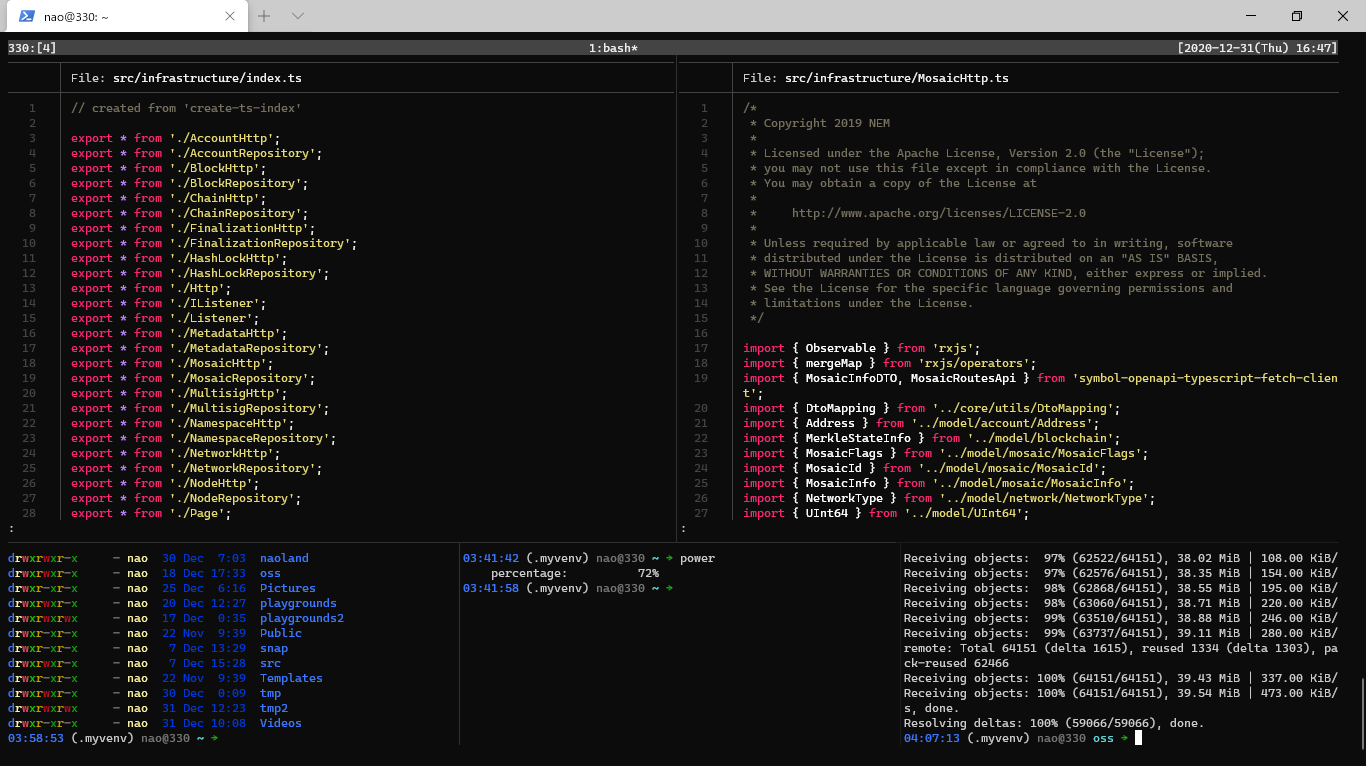 nao@330: ~
330:[4] 1:bash* [2020-12-31(Thu) 16:47]
File: src/infrastructure/index.ts
1 // created from 'create-ts-index'
2
3 export * from './AccountHttp';
4 export * from './AccountRepository';
5 export * from './BlockHttp';
6 export * from './BlockRepository';
7 export * from './ChainHttp';
8 export * from './ChainRepository';
9 export * from './FinalizationHttp';
10 export * from './FinalizationRepository';
11 export * from './HashLockHttp';
12 export * from './HashLockRepository';
13 export * from './Http';
14 export * from './IListener';
15 export * from './Listener';
16 export * from './MetadataHttp';
17 export * from './MetadataRepository';
18 export * from './MosaicHttp';
19 export * from './MosaicRepository';
20 export * from './MultisigHttp';
21 export * from './MultisigRepository';
22 export * from './NamespaceHttp';
23 export * from './NamespaceRepository';
24 export * from './NetworkHttp';
25 export * from './NetworkRepository';
26 export * from './NodeHttp';
27 export * from './NodeRepository';
28 export * from './Page';
:
File: src/infrastructure/MosaicHttp.ts
1 /*
2 * Copyright 2019 NEM
3 *
4 * Licensed under the Apache License, Version 2.0 (the "License");
5 * you may not use this file except in compliance with the License.
6 * You may obtain a copy of the License at
7 *
8 * http://www.apache.org/licenses/LICENSE-2.0
9 *
10 * Unless required by applicable law or agreed to in writing, software
11 * distributed under the License is distributed on an "AS IS" BASIS,
12 * WITHOUT WARRANTIES OR CONDITIONS OF ANY KIND, either express or implied.
13 * See the License for the specific language governing permissions and
14 * limitations under the License.
15 */
16
17 import { Observable } from 'rxjs';
18 import { mergeMap } from 'rxjs/operators';
19 import { MosaicInfoDTO, MosaicRoutesApi } from 'symbol-openapi-typescript-fetch-clien
t';
20 import { DtoMapping } from '../core/utils/DtoMapping';
21 import { Address } from '../model/account/Address';
22 import { MerkleStateInfo } from '../model/blockchain';
23 import { MosaicFlags } from '../model/mosaic/MosaicFlags';
24 import { MosaicId } from '../model/mosaic/MosaicId';
25 import { MosaicInfo } from '../model/mosaic/MosaicInfo';
26 import { NetworkType } from '../model/network/NetworkType';
27 import { UInt64 } from '../model/UInt64';
:
drwxrwxr-x - nao 30 Dec 7:03 naoland
drwxrwxr-x - nao 18 Dec 17:33 oss
drwxr-xr-x - nao 25 Dec 6:16 Pictures
drwxrwxr-x - nao 20 Dec 12:27 playgrounds
drwxrwxrwx - nao 17 Dec 0:35 playgrounds2
drwxr-xr-x - nao 22 Nov 9:39 Public
drwxr-xr-x - nao 7 Dec 13:29 snap
drwxrwxr-x - nao 7 Dec 15:28 src
drwxr-xr-x - nao 22 Nov 9:39 Templates
drwxrwxr-x - nao 30 Dec 0:09 tmp
drwxrwxrwx - nao 31 Dec 12:23 tmp2
drwxr-xr-x - nao 31 Dec 10:08 Videos
03:58:53 (.myvenv) nao@330 ~ ➜
03:41:42 (.myvenv) nao@330 ~ ➜ power
percentage: 72%
03:41:58 (.myvenv) nao@330 ~ ➜
Receiving objects: 97% (62522/64151), 38.02 MiB | 108.00 KiB/
Receiving objects: 97% (62576/64151), 38.35 MiB | 154.00 KiB/
Receiving objects: 98% (62868/64151), 38.55 MiB | 195.00 KiB/
Receiving objects: 98% (63060/64151), 38.71 MiB | 220.00 KiB/
Receiving objects: 99% (63510/64151), 38.88 MiB | 246.00 KiB/
Receiving objects: 99% (63737/64151), 39.11 MiB | 280.00 KiB/
remote: Total 64151 (delta 1615), reused 1334 (delta 1303), pa
ck-reused 62466
Receiving objects: 100% (64151/64151), 39.43 MiB | 337.00 KiB/
Receiving objects: 100% (64151/64151), 39.54 MiB | 473.00 KiB/
s, done.
Resolving deltas: 100% (59066/59066), done.
04:07:13 (.myvenv) nao@330 oss ➜